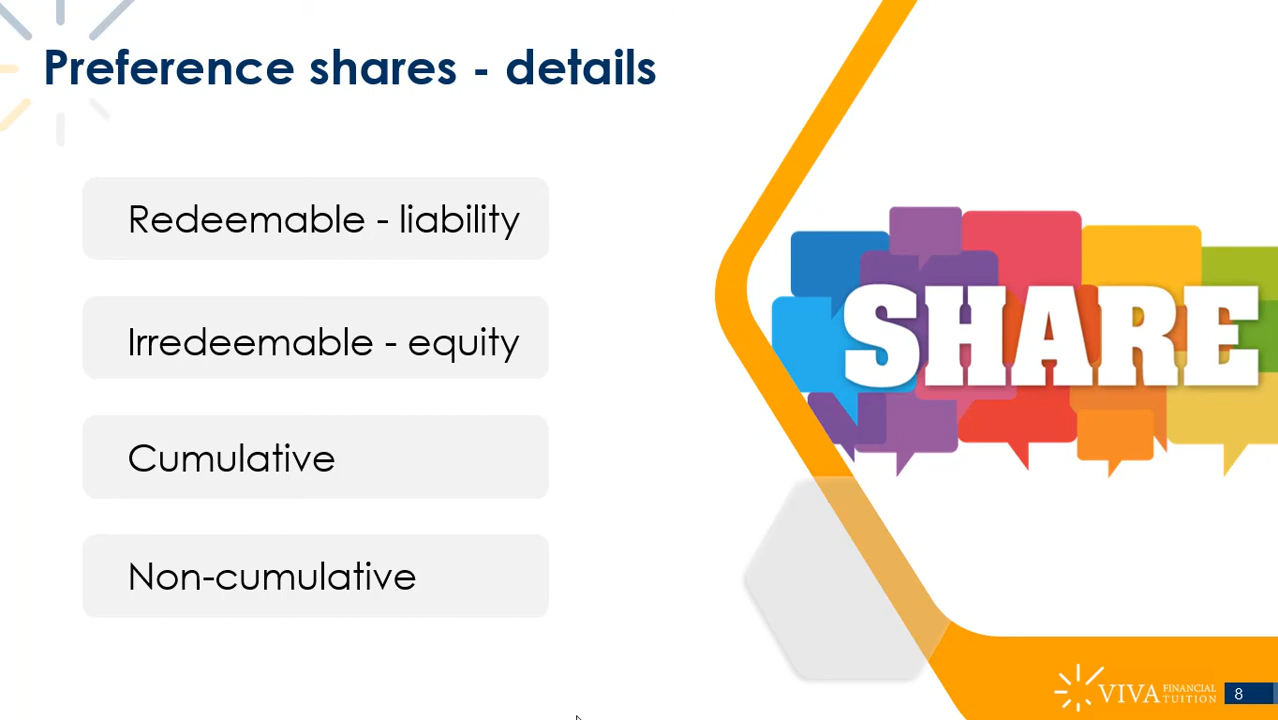 Preference shares - details
Redeemable - liability
Irredeemable - equity
Cumulative
Non-cumulative
SHARE
VIVA FINANCIAL TUITION
8